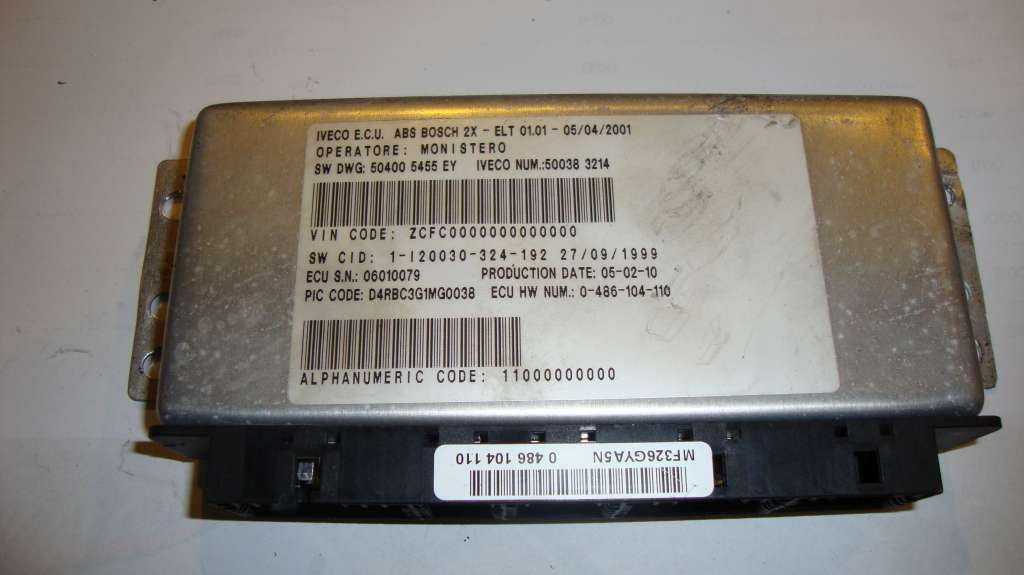 IVECO E.C.U. ABS BOSCH 2X - ELT 01.01 - 05/04/2001
OPERATORE: MONISTERO
SW DWG: 50400 5455 EY IVECO NUM.:50038 3214
VIN CODE: ZCFC0000000000000
SW CID: 1-I20030-324-192 27/09/1999
ECU S.N.: 06010079 PRODUCTION DATE: 05-02-10
PIC CODE: D4RBC3G1MG0038 ECU HW NUM.: 0-486-104-110
ALPHANUMERIC CODE: 11000000000
0 486 104 110 MF326GYA5N